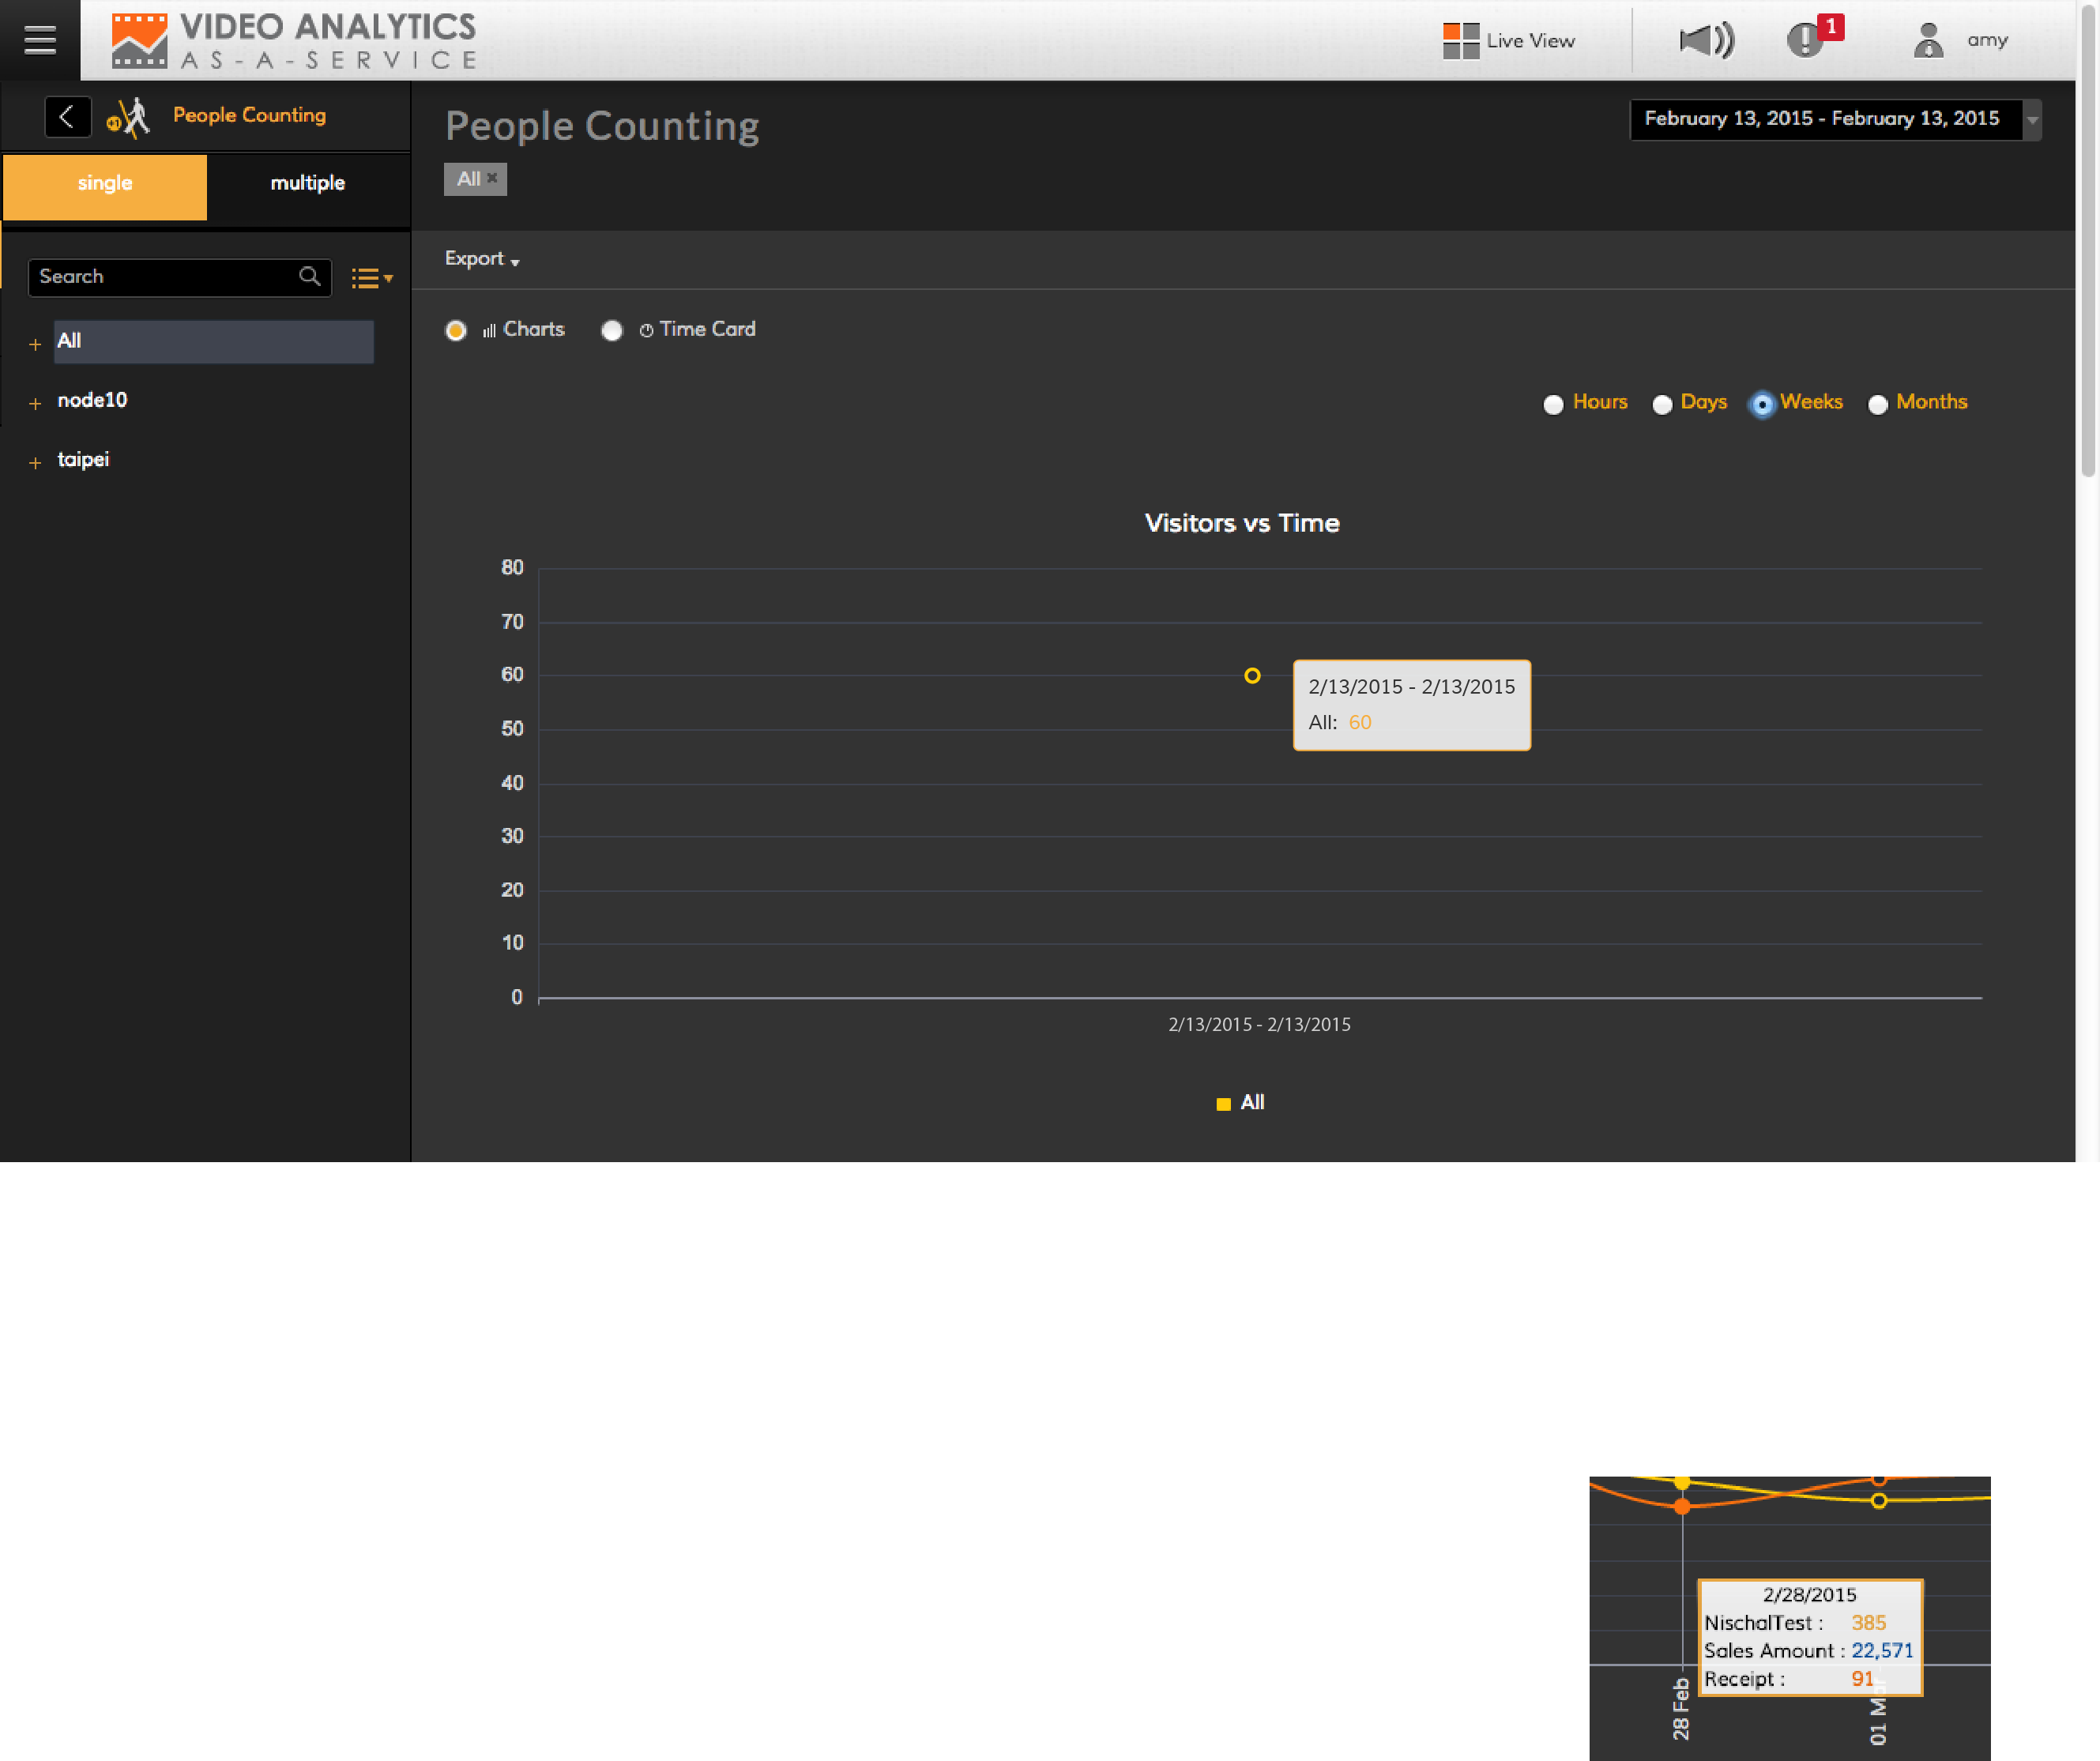 VIDEO ANALYTICS
AS-A-SERVICE
Live View
1
amy
People Counting
single
multiple
Search
All
node10
taipei
People Counting
February 13, 2015 - February 13, 2015
All ×
Export
Charts
Time Card
Hours
Days
Weeks
Months
Visitors vs Time
80
70
60
50
40
30
20
10
0
2/13/2015 - 2/13/2015
All: 60
2/13/2015 - 2/13/2015
All
2/28/2015
NischalTest : 385
Sales Amount : 22,571
Receipt : 91
28 Feb
01 Mar